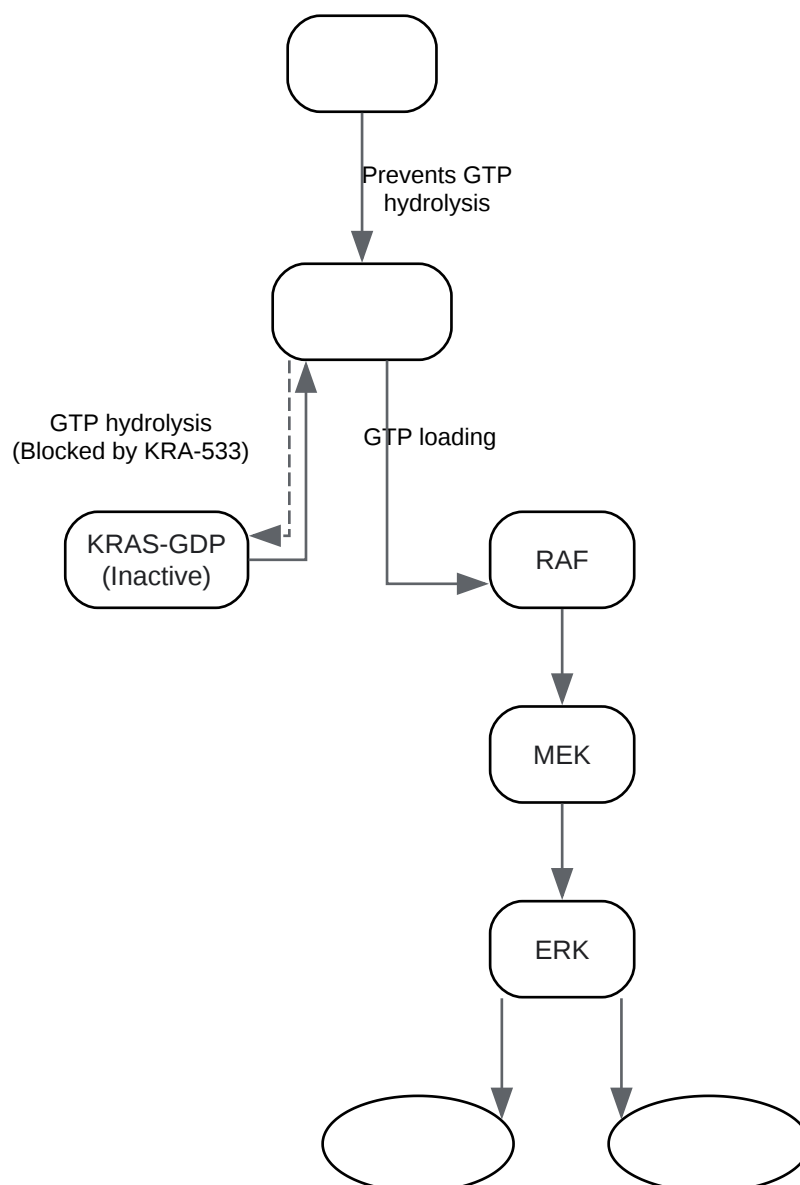 Prevents GTP
hydrolysis
GTP hydrolysis
(Blocked by KRA-533)
GTP loading
KRAS-GDP
(Inactive)
RAF
MEK
ERK